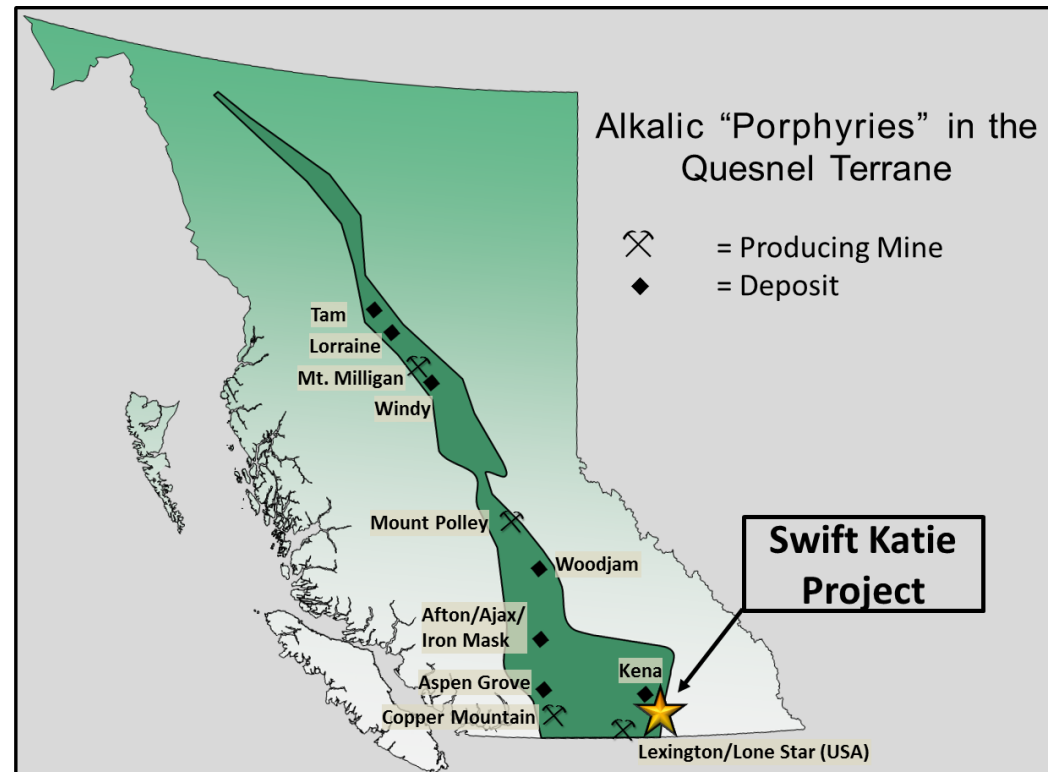 Alkalic “Porphyries” in the
Quesnel Terrane
= Producing Mine
= Deposit
Tam
Lorraine
Mt. Milligan
Windy
Mount Polley
Woodjam
Swift Katie
Project
Afton/Ajax/
Iron Mask
Kena
Aspen Grove
Copper Mountain
Lexington/Lone Star (USA)